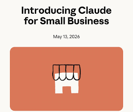 Introducing Claude
for Small Business
May 13, 2026